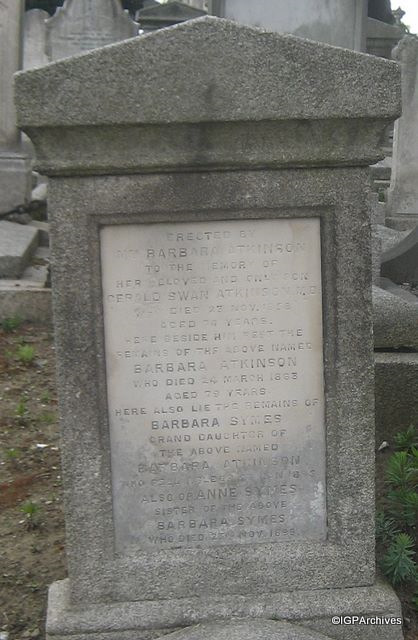 ERECTED BY
MRS BARBARA ATKINSON
TO THE MEMORY OF
HER BELOVED AND ONLY SON
GERALD SWAN ATKINSON M.B.
DIED 27 NOV.
AGED YEARS.
HERE BESIDE HIM REST THE
REMAINS OF THE ABOVE NAMED
BARBARA ATKINSON
WHO DIED 24 MARCH 1883
AGED 79 YEARS.
HERE ALSO LIE THE REMAINS OF
BARBARA SYMES
GRAND DAUGHTER OF
THE ABOVE NAMED
BARBARA ATKINSON
WHO
ALSO OF ANNE SYMES
SISTER OF THE ABOVE
BARBARA SYMES
WHO DIED NOV.
©IGPArchives